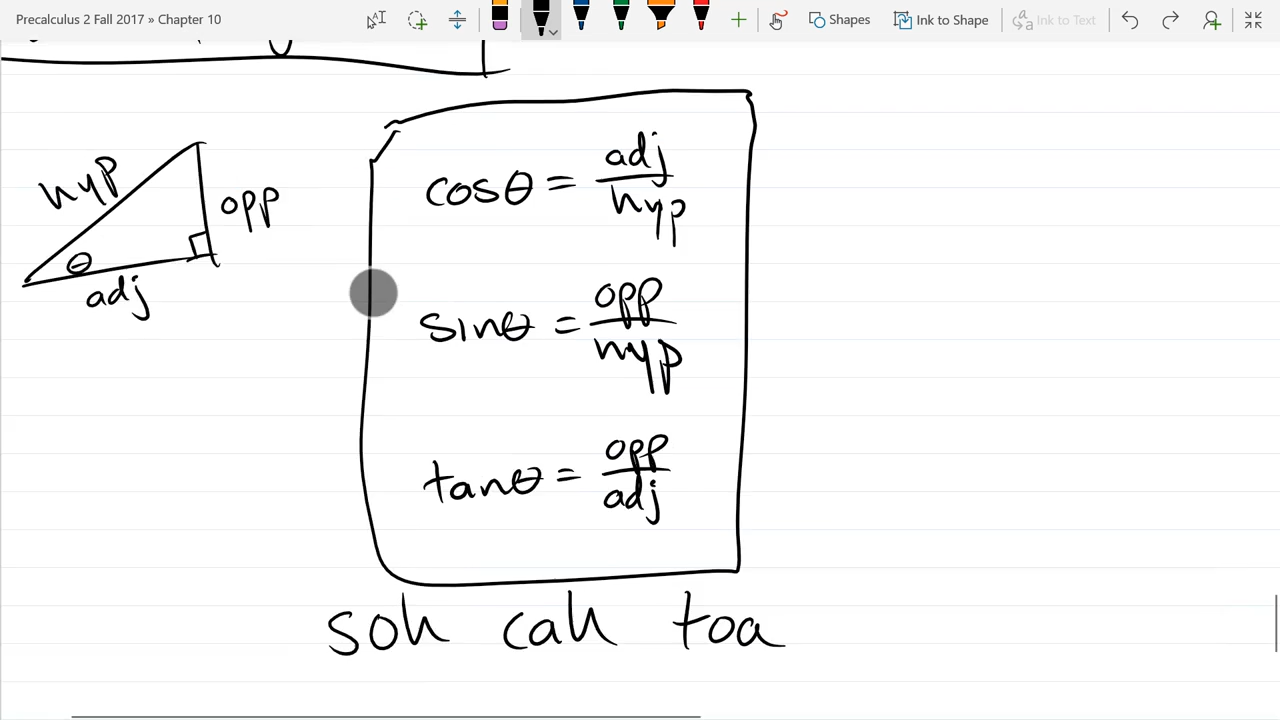 Precalculus 2 Fall 2017 » Chapter 10
Shapes
Ink to Shape
Ink to Text
hyp
opp
θ
adj
cosθ = adj/hyp
sinθ = opp/hyp
tanθ = opp/adj
soh cah toa